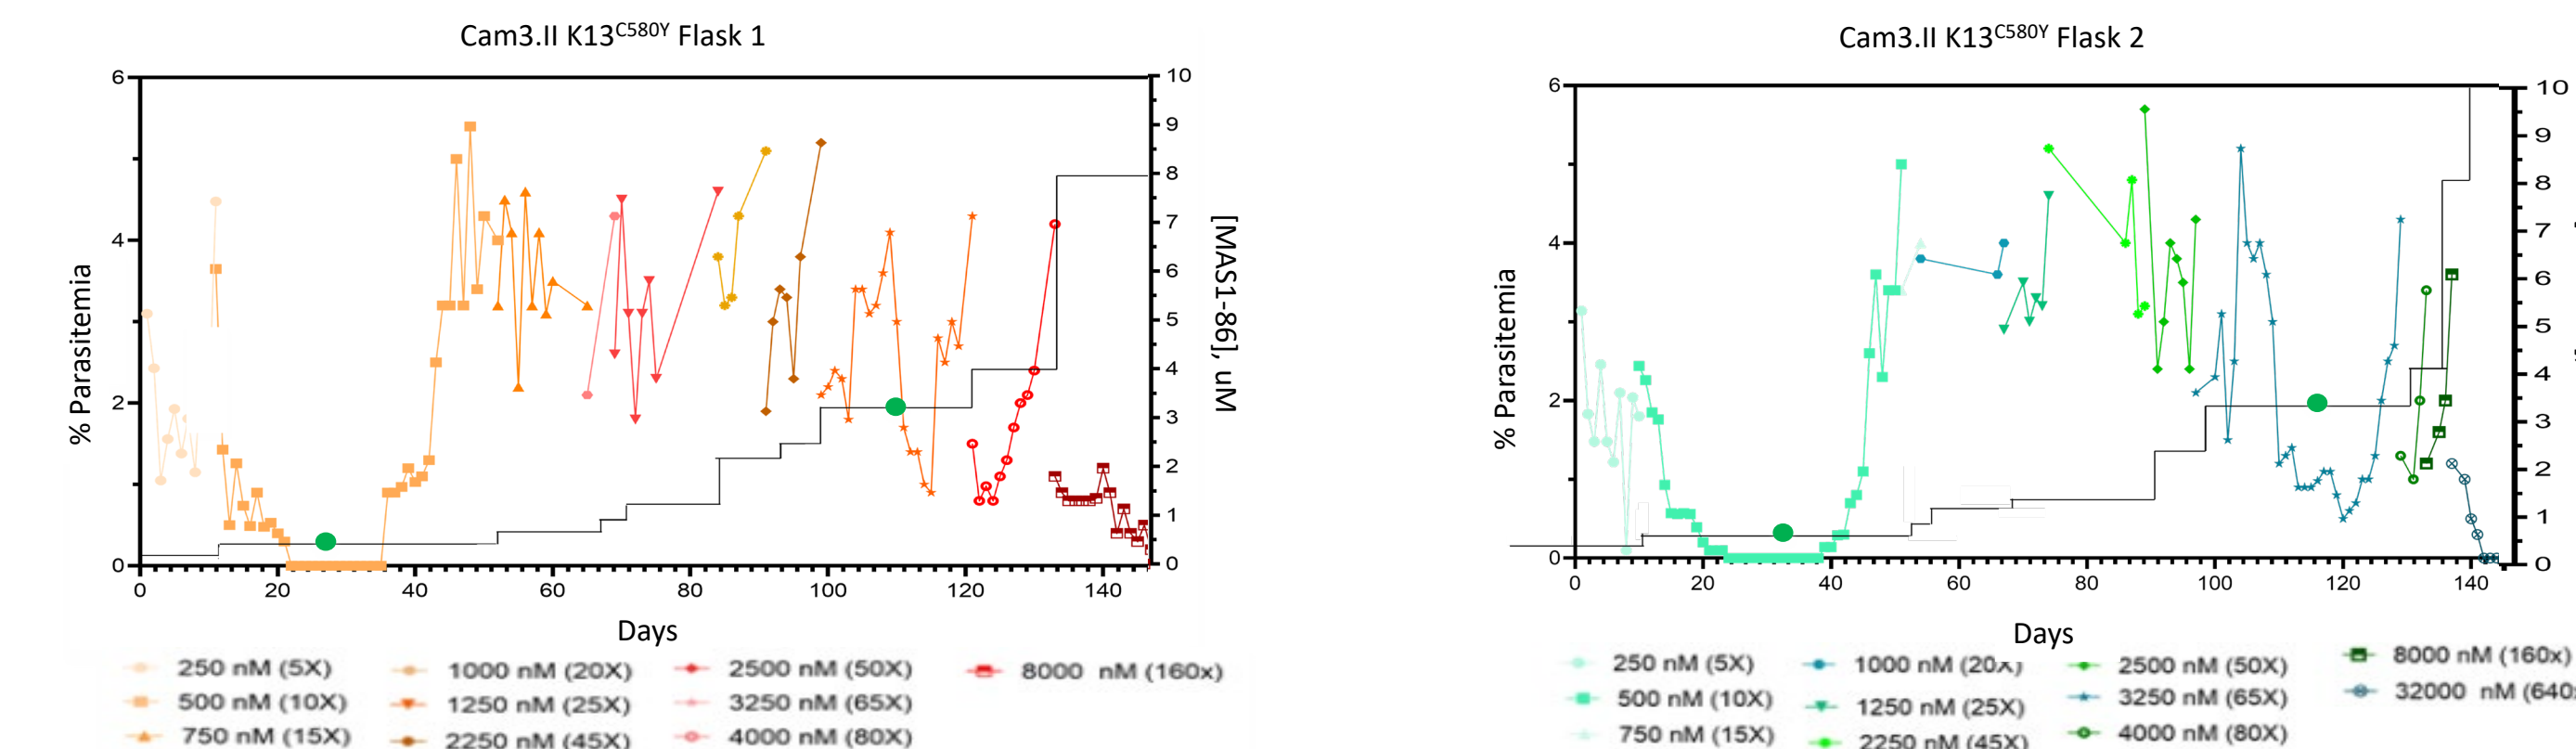 Cam3.II K13C580Y Flask 1
Cam3.II K13C580Y Flask 2
6
4
2
0
% Parasitemia
10
9
8
7
6
5
4
3
2
1
0
[MAS1-86], uM
0 20 40 60 80 100 120 140
Days
250 nM (5X) 1000 nM (20X) 2500 nM (50X) 8000 nM (160x)
500 nM (10X) 1250 nM (25X) 3250 nM (65X)
750 nM (15X) 2250 nM (45X) 4000 nM (80X)
6
4
2
0
% Parasitemia
10
9
8
7
6
5
4
3
2
1
0
0 20 40 60 80 100 120 140
Days
250 nM (5X) 1000 nM (20X) 2500 nM (50X) 8000 nM (160x)
500 nM (10X) 1250 nM (25X) 3250 nM (65X) 32000 nM (640
750 nM (15X) 2250 nM (45X) 4000 nM (80X)